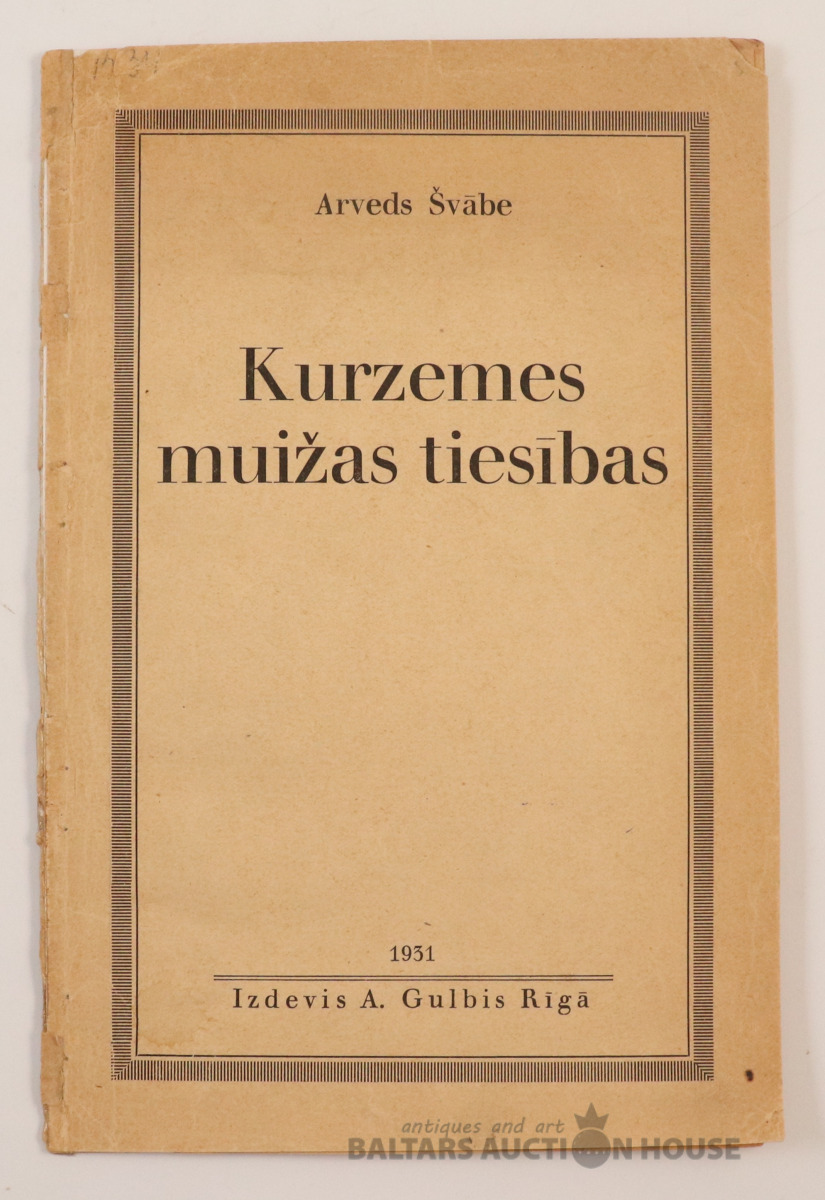 Arveds Švābe
Kurzemes
muižas tiesības
1931
Izdevis A. Gulbis Rīgā
antiques and art
BALTARS AUCTION HOUSE